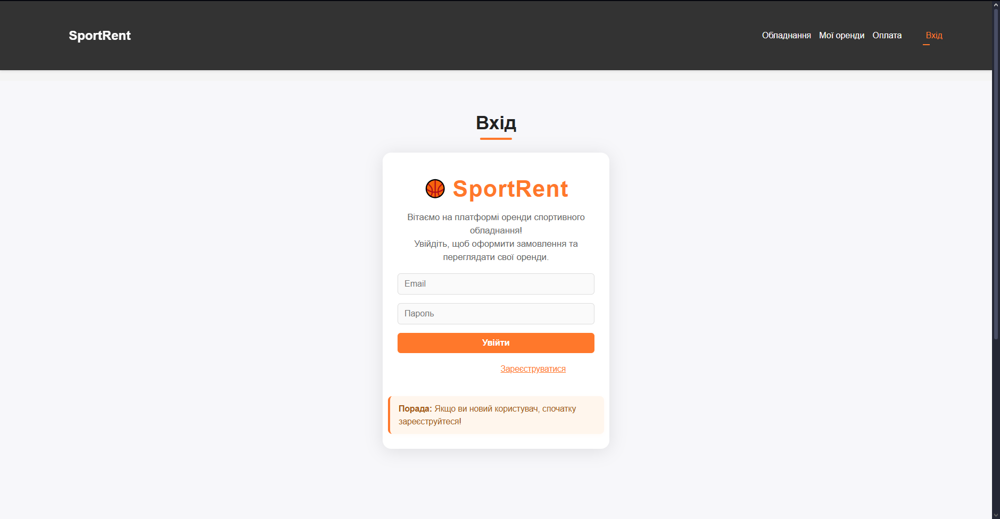 SportRent
Обладнання Мої оренди Оплата Вхід
Вхід
SportRent
Вітаємо на платформі оренди спортивного
обладнання!
Увійдіть, щоб оформити замовлення та
переглядати свої оренди.
Email
Пароль
Увійти
Зареєструватися
Порада: Якщо ви новий користувач, спочатку
зареєструйтеся!